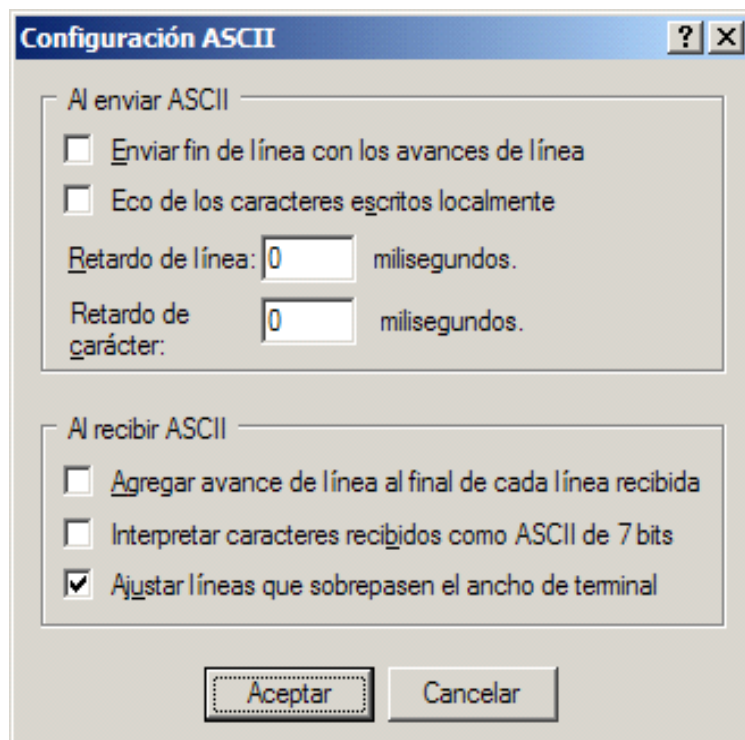 Configuración ASCII
Al enviar ASCII
Enviar fin de línea con los avances de línea
Eco de los caracteres escritos localmente
Retardo de línea: 0 milisegundos.
Retardo de
carácter: 0 milisegundos.
Al recibir ASCII
Agregar avance de línea al final de cada línea recibida
Interpretar caracteres recibidos como ASCII de 7 bits
Ajustar líneas que sobrepasen el ancho de terminal
Aceptar Cancelar